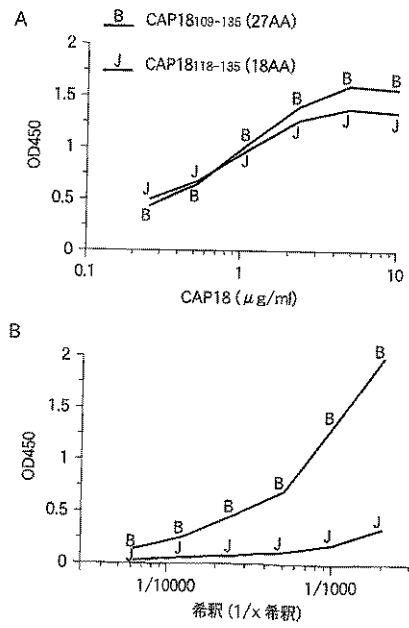 A
B CAP18109-135 (27AA)
J CAP18118-135 (18AA)
2
1.5
1
0.5
0
OD450
B B B B B B
J J J J J J
0.1 1 10
CAP18 (μg/ml)
B
2
1.5
1
0.5
0
OD450
B B B B B B
J J J J J J
1/10000 1/1000
希釈 (1/x 希釈)